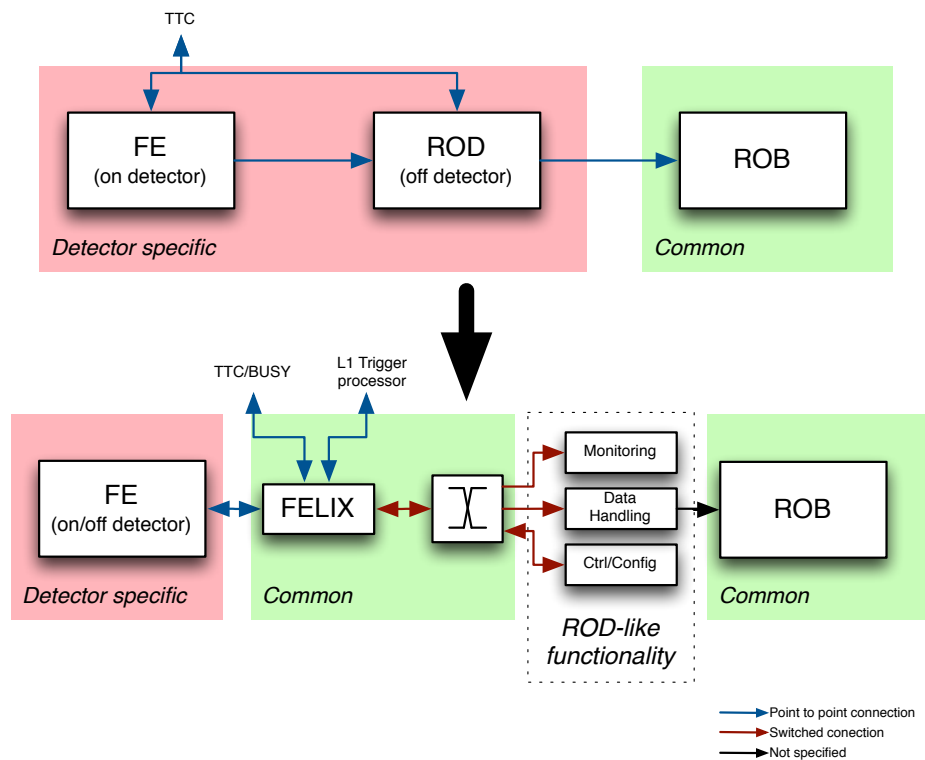 TTC
FE
(on detector)
ROD
(off detector)
ROB
Detector specific
Common
TTC/BUSY
L1 Trigger
processor
FE
(on/off detector)
FELIX
Monitoring
Data
Handling
Ctrl/Config
ROB
Detector specific
Common
ROD-like
functionality
Common
Point to point connection
Switched conection
Not specified